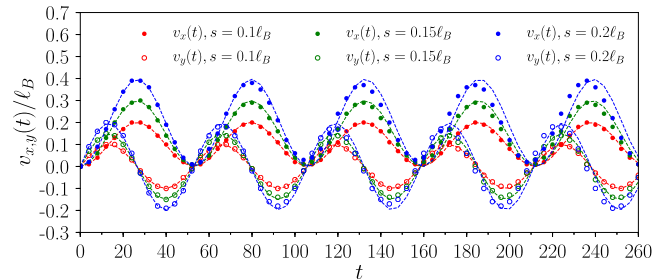 0.7
0.6
0.5
0.4
0.3
0.2
0.1
0.0
-0.1
-0.2
-0.3
v_{x,y}(t)/ℓ_B
v_x(t), s = 0.1ℓ_B
v_x(t), s = 0.15ℓ_B
v_x(t), s = 0.2ℓ_B
v_y(t), s = 0.1ℓ_B
v_y(t), s = 0.15ℓ_B
v_y(t), s = 0.2ℓ_B
0 20 40 60 80 100 120 140 160 180 200 220 240 260
t